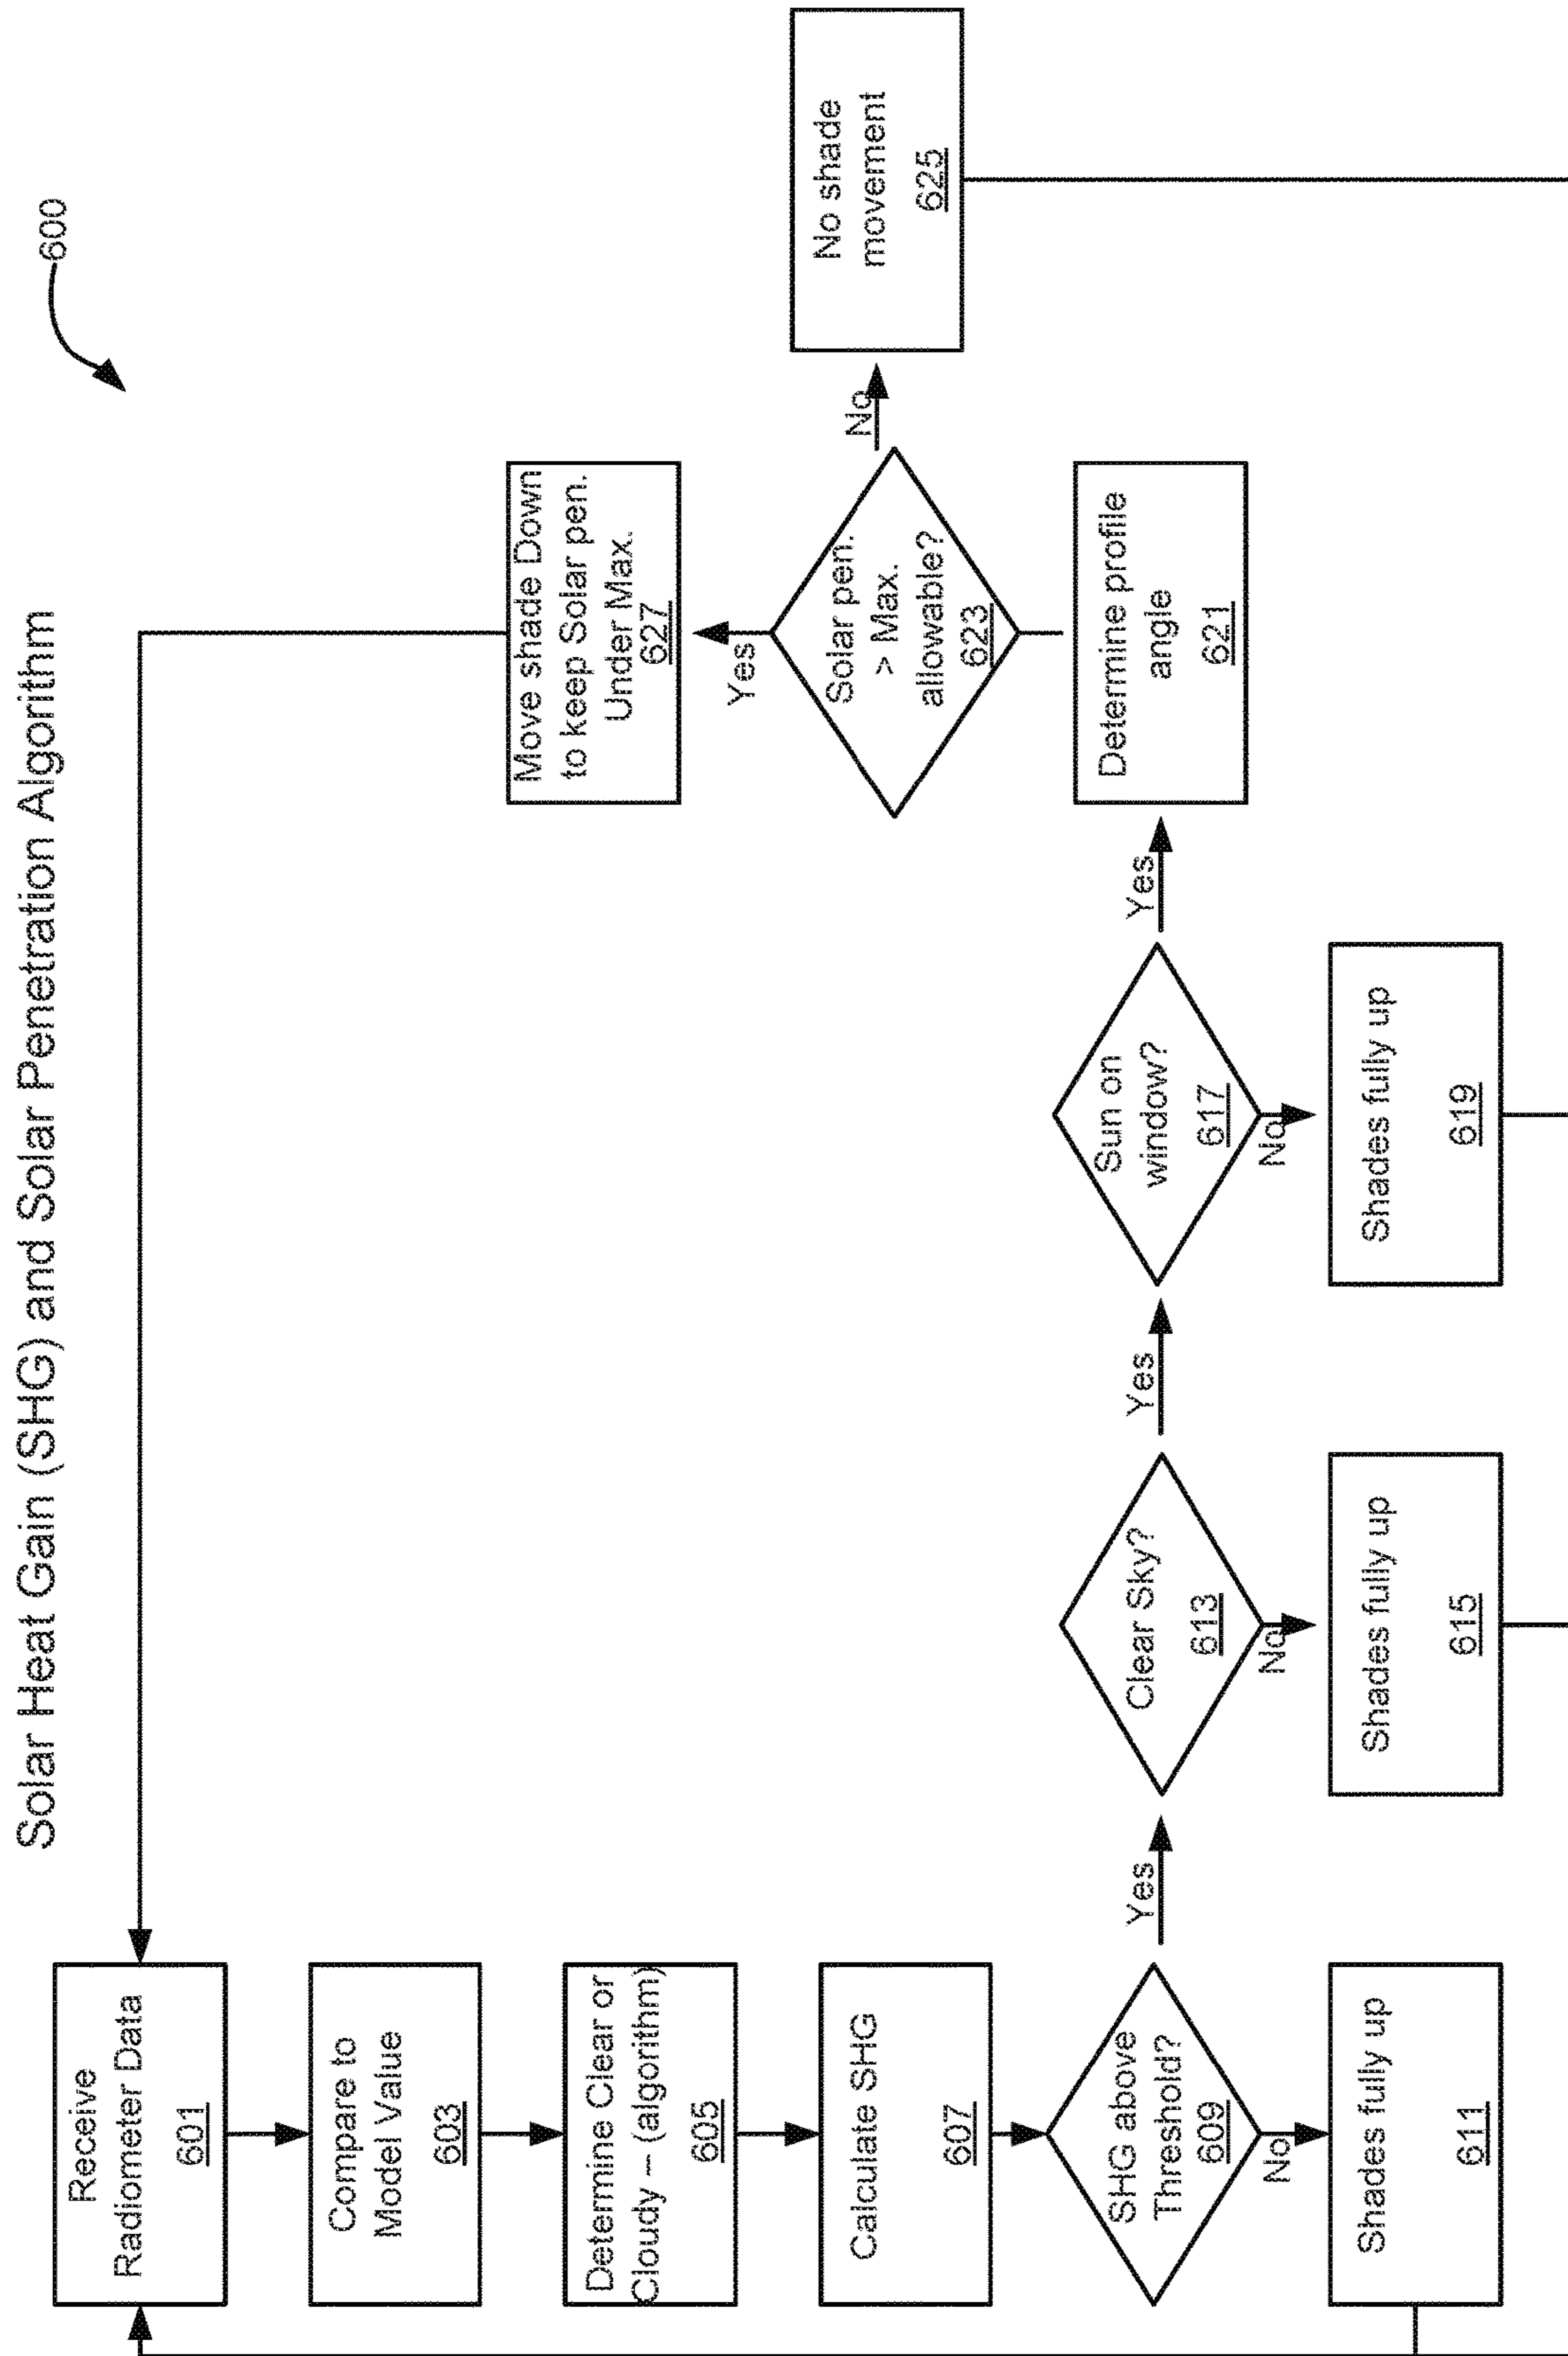 Solar Heat Gain (SHG) and Solar Penetration Algorithm
600
Receive
Radiometer Data
601
Compare to
Model Value
603
Determine Clear or
Cloudy – (algorithm)
605
Calculate SHG
607
SHG above
Threshold?
609
No
Shades fully up
611
Yes
Clear Sky?
613
No
Shades fully up
615
Yes
Sun on
window?
617
No
Shades fully up
619
Yes
Determine profile
angle
621
Solar pen.
> Max.
allowable?
623
Yes
Move shade Down
to keep Solar pen.
Under Max.
627
No
No shade
movement
625